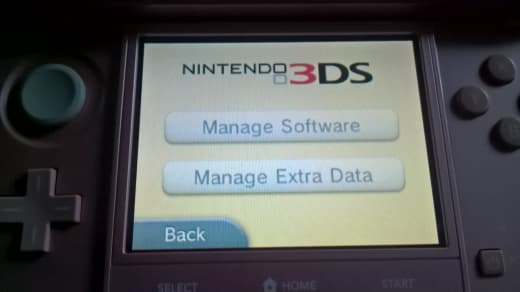 NINTENDO 3DS
Manage Software
Manage Extra Data
Back
SELECT
HOME
START